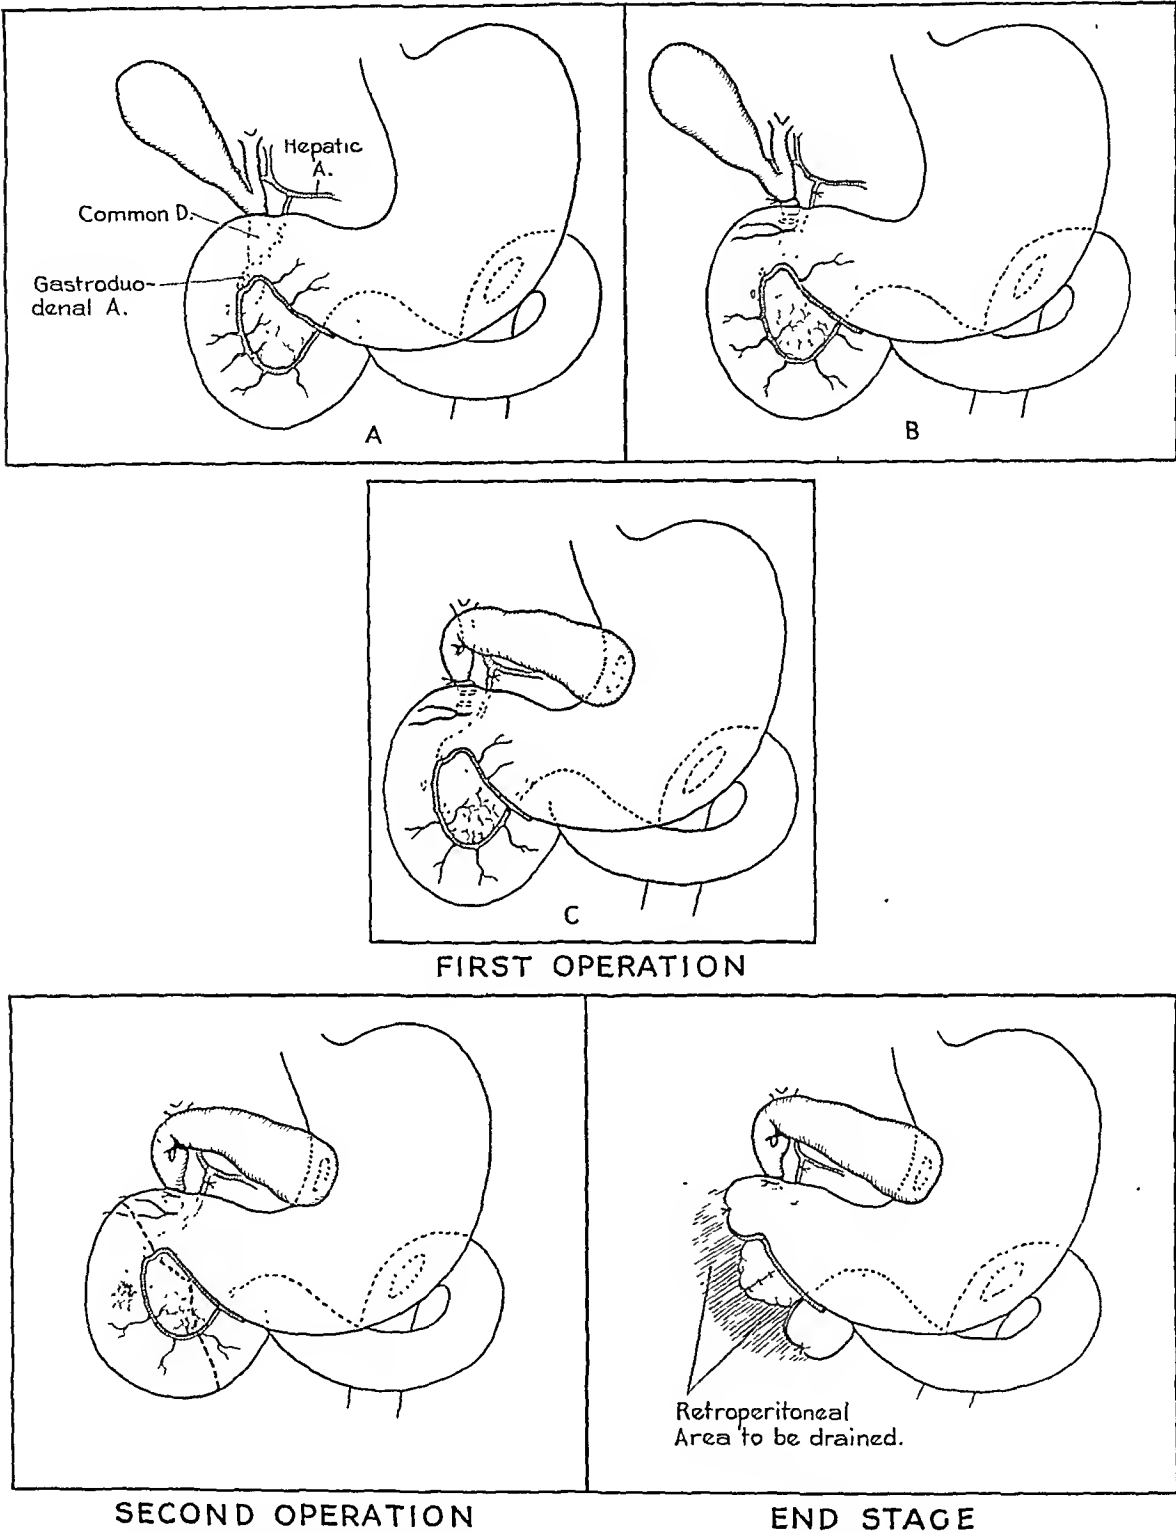 Hepatic
A.
Common D.
Gastroduo-
denal A.
A
B
C
FIRST OPERATION
Retroperitoneal
Area to be drained.
SECOND OPERATION
END STAGE